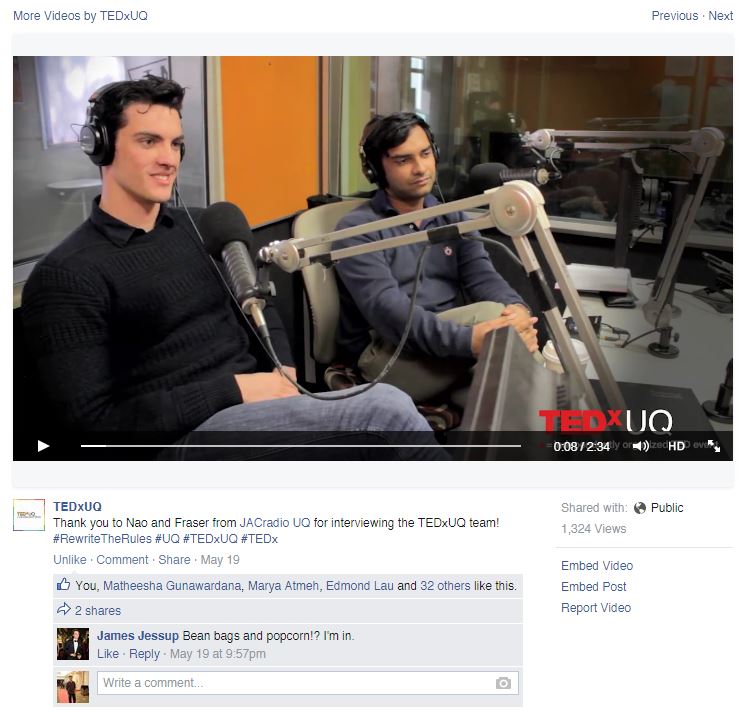 More Videos by TEDxUQ
Previous · Next
TEDxUQ
0:08 / 2:34
HD
TEDxUQ
Thank you to Nao and Fraser from JACradio UQ for interviewing the TEDxUQ team!
#RewriteTheRules #UQ #TEDxUQ #TEDx
Unlike · Comment · Share · May 19
You, Matheesha Gunawardana, Marya Atmeh, Edmond Lau and 32 others like this.
2 shares
James Jessup Bean bags and popcorn!? I'm in.
Like · Reply · May 19 at 9:57pm
Write a comment...
Shared with: Public
1,324 Views
Embed Video
Embed Post
Report Video